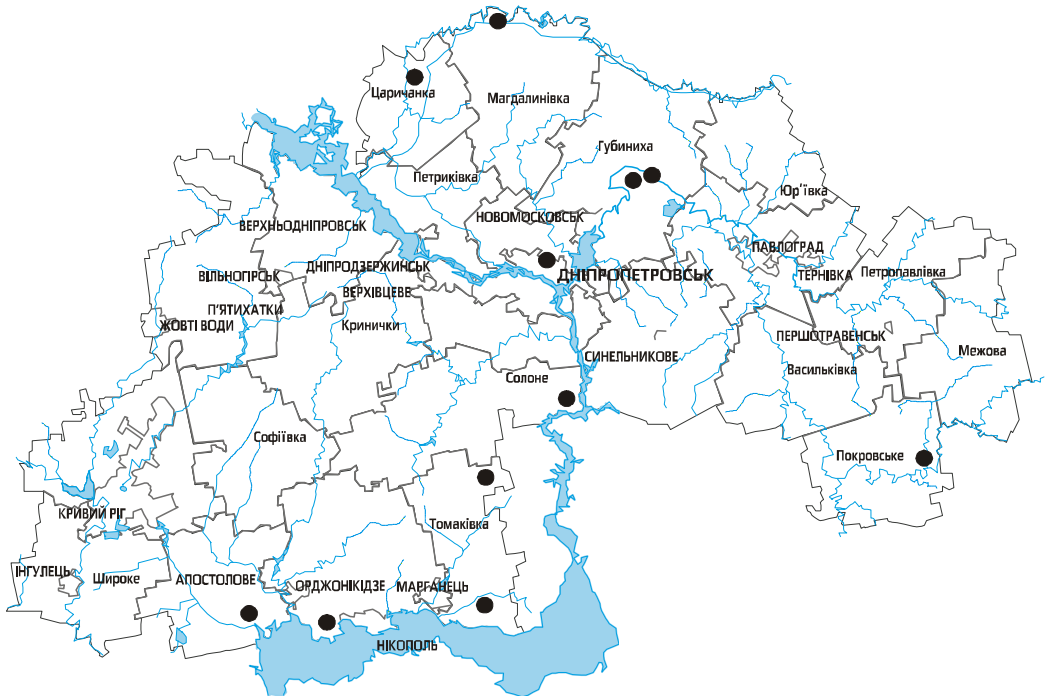 Царичанка
Магдалинівка
Губиниха
Петриківка
Юр'ївка
НОВОМОСКОВСЬК
ВЕРХНЬОДНІПРОВСЬК
ПАВЛОГРАД
ДНІПРОДЗЕРЖИНСЬК
ДНІПРОПЕТРОВСЬК
ТЕРНІВКА
Петропавлівка
ВІЛЬНОГІРСЬК
ВЕРХІВЦЕВЕ
П'ЯТИХАТКИ
ЖОВТІ ВОДИ
Кринички
ПЕРШОТРАВЕНСЬК
Межова
СИНЕЛЬНИКОВЕ
Васильківка
Солоне
Софіївка
Покровське
КРИВИЙ РІГ
Томаківка
ІНГУЛЕЦЬ
Широке
АПОСТОЛОВЕ
ОРДЖОНІКІДЗЕ
МАРГАНЕЦЬ
НІКОПОЛЬ